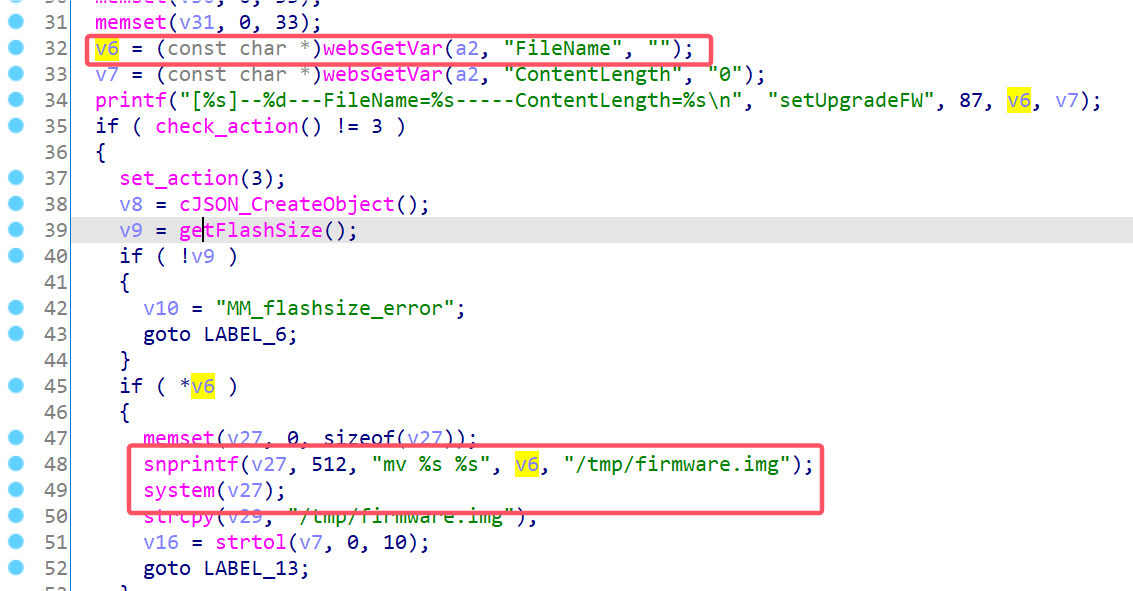 31 memset(v31, 0, 33);
32 v6 = (const char *)websGetVar(a2, "FileName", "");
33 v7 = (const char *)websGetVar(a2, "ContentLength", "0");
34 printf("[%s]--%d---FileName=%s-----ContentLength=%s\n", "setUpgradeFW", 87, v6, v7);
35 if ( check_action() != 3 )
36 {
37 set_action(3);
38 v8 = cJSON_CreateObject();
39 v9 = getFlashSize();
40 if ( !v9 )
41 {
42 v10 = "MM_flashsize_error";
43 goto LABEL_6;
44 }
45 if ( *v6 )
46 {
47 memset(v27, 0, sizeof(v27));
48 snprintf(v27, 512, "mv %s %s", v6, "/tmp/firmware.img");
49 system(v27);
50 strcpy(v29, "/tmp/firmware.img");
51 v16 = strtol(v7, 0, 10);
52 goto LABEL_13;